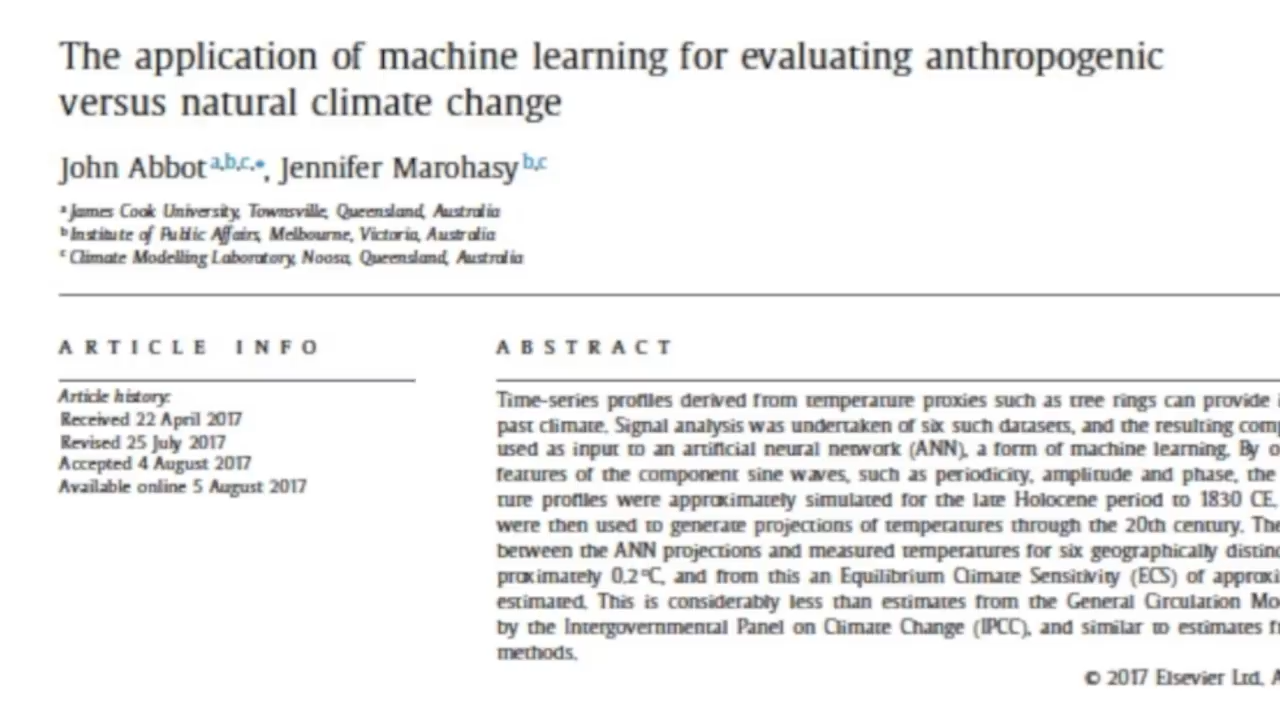 The application of machine learning for evaluating anthropogenic
versus natural climate change
John Abbot a,b,c,*, Jennifer Marohasy b,c
a James Cook University, Townsville, Queensland, Australia
b Institute of Public Affairs, Melbourne, Victoria, Australia
c Climate Modelling Laboratory, Noosa, Queensland, Australia
ARTICLE INFO
Article history:
Received 22 April 2017
Revised 25 July 2017
Accepted 4 August 2017
Available online 5 August 2017
ABSTRACT
Time-series profiles derived from temperature proxies such as tree rings can provide
past climate. Signal analysis was undertaken of six such datasets, and the resulting
used as input to an artificial neural network (ANN), a form of machine learning. By
features of the component sine waves, such as periodicity, amplitude and phase, the
ture profiles were approximately simulated for the late Holocene period to 1830 CE.
were then used to generate projections of temperatures through the 20th century.
between the ANN projections and measured temperatures for six geographically
proximately 0.2 °C, and from this an Equilibrium Climate Sensitivity (ECS) of
estimated. This is considerably less than estimates from the General Circulation
by the Intergovernmental Panel on Climate Change (IPCC), and similar to estimates
methods.
© 2017 Elsevier Ltd.